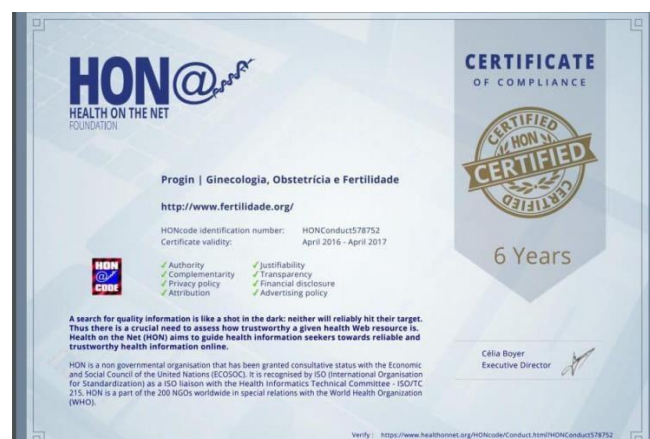 HON@
HEALTH ON THE NET
FOUNDATION
CERTIFICATE
OF COMPLIANCE
CERTIFIED
HON
CERTIFIED
CERTIFIED
6 Years
Progin | Ginecologia, Obstetrícia e Fertilidade
http://www.fertilidade.org/
HONcode identification number: HONConduct578752
Certificate validity: April 2016 - April 2017
HON
@
CODE
✓ Authority ✓ Justifiability
✓ Complementarity ✓ Transparency
✓ Privacy policy ✓ Financial disclosure
✓ Attribution ✓ Advertising policy
A search for quality information is like a shot in the dark: neither will reliably hit their target.
Thus there is a crucial need to assess how trustworthy a given health Web resource is.
Health on the Net (HON) aims to guide health information seekers towards reliable and
trustworthy health information online.
HON is a non governmental organisation that has been granted consultative status with the Economic
and Social Council of the United Nations (ECOSOC). It is recognised by ISO (International Organisation
for Standardization) as a ISO liaison with the Health Informatics Technical Committee - ISO/TC
215. HON is a part of the 200 NGOs worldwide in special relations with the World Health Organization
(WHO).
Célia Boyer
Executive Director
Verify : https://www.healthonnet.org/HONcode/Conduct.html?HONConduct578752